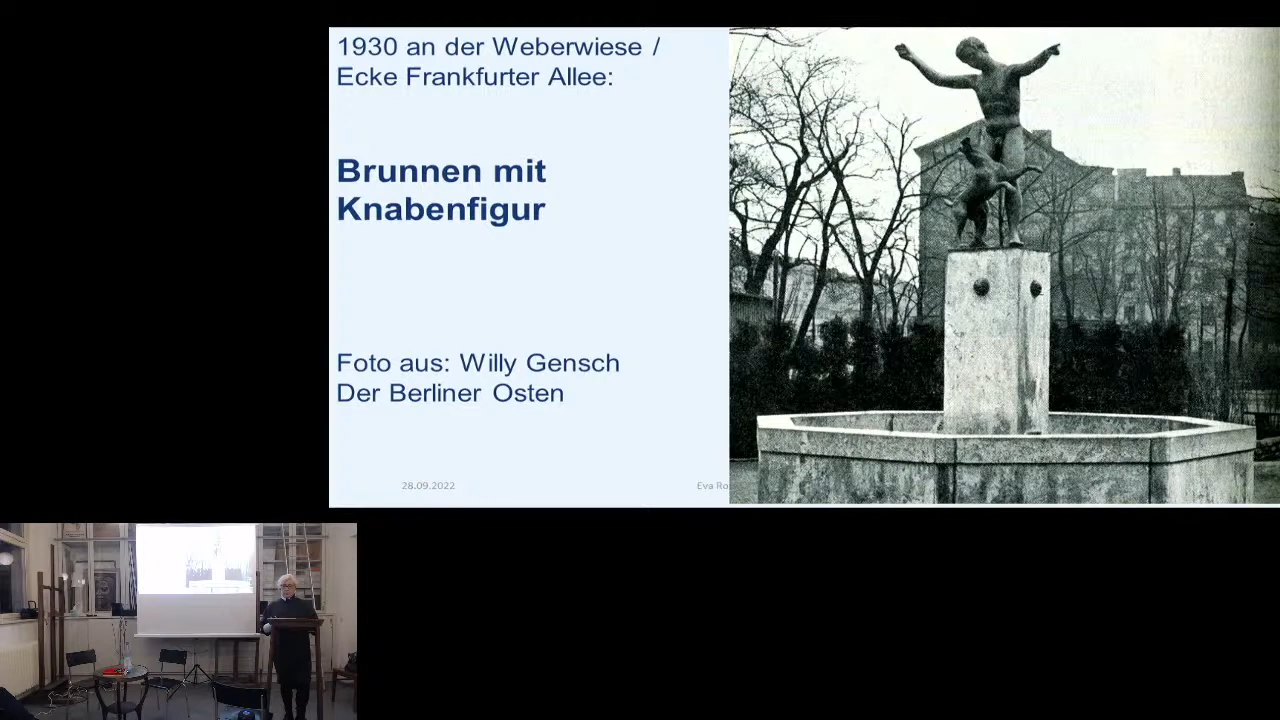 1930 an der Weberwiese /
Ecke Frankfurter Allee:
Brunnen mit
Knabenfigur
Foto aus: Willy Gensch
Der Berliner Osten
28.09.2022
Eva